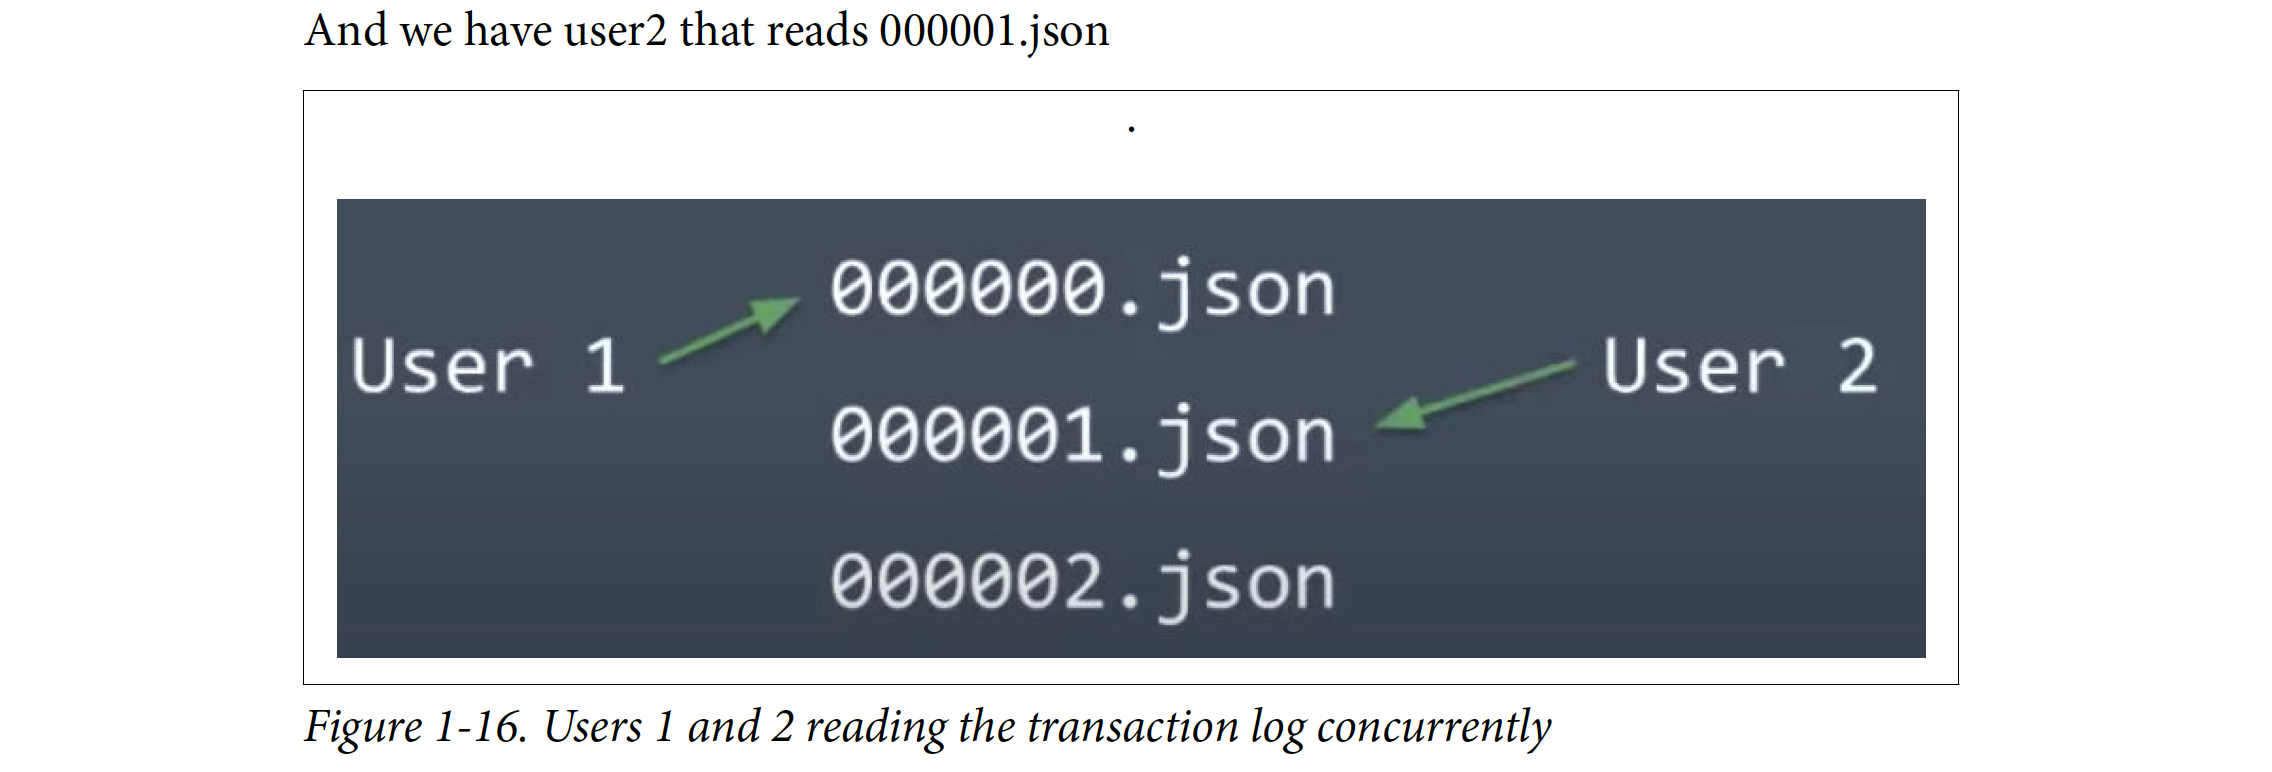 And we have user2 that reads 000001.json
.
000000.json
User 1
User 2
000001.json
000002.json
Figure 1-16. Users 1 and 2 reading the transaction log concurrently